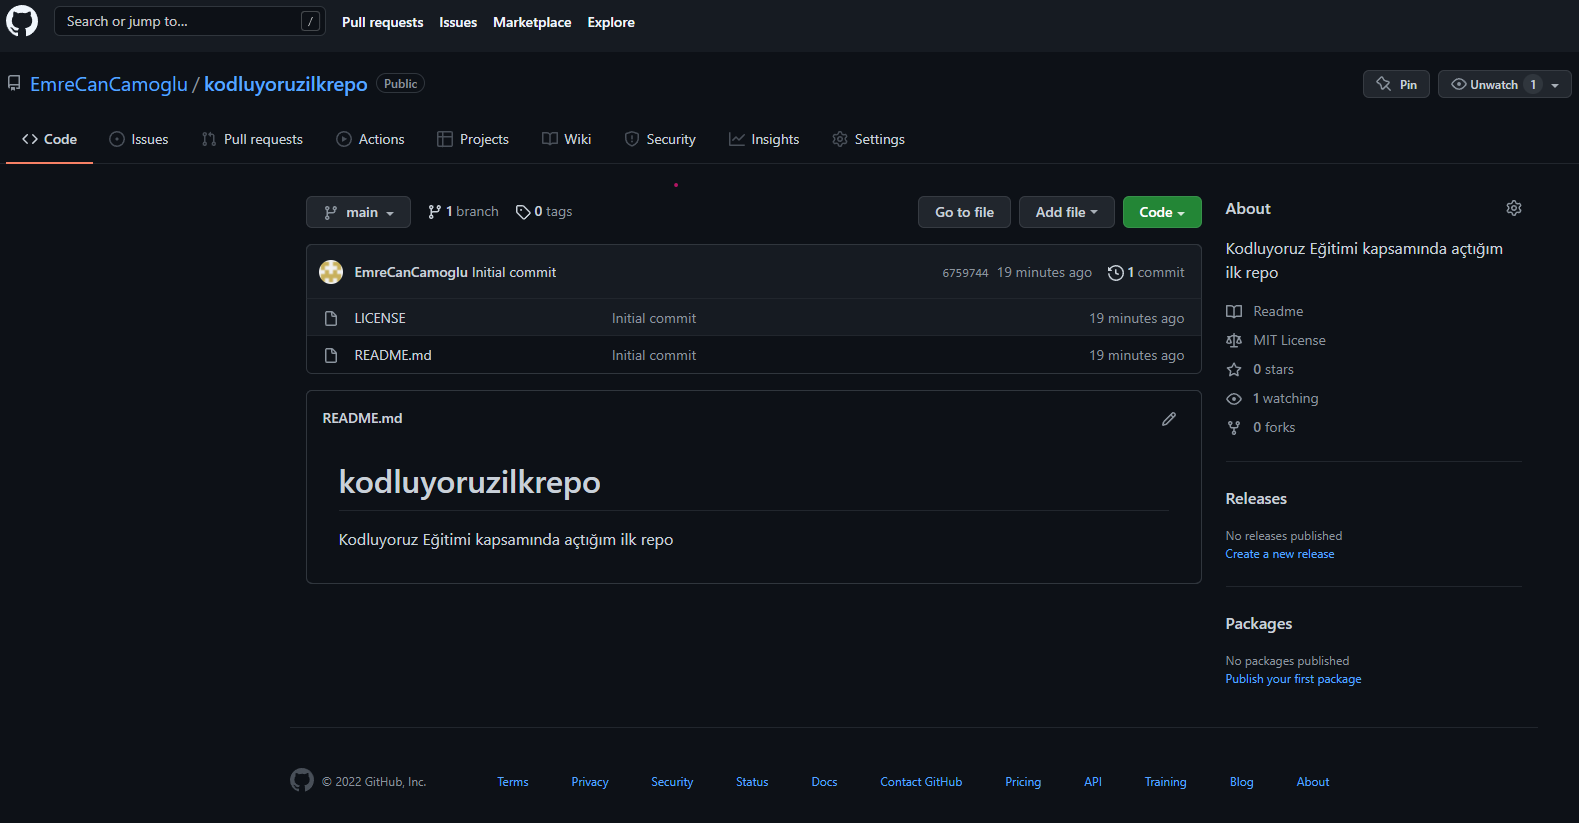 Search or jump to... /
Pull requests Issues Marketplace Explore
EmreCanCamoglu / kodluyoruzilkrepo Public
Pin Unwatch 1
Code Issues Pull requests Actions Projects Wiki Security Insights Settings
main 1 branch 0 tags Go to file Add file Code
EmreCanCamoglu Initial commit 6759744 19 minutes ago 1 commit
LICENSE Initial commit 19 minutes ago
README.md Initial commit 19 minutes ago
README.md
kodluyoruzilkrepo
Kodluyoruz Eğitimi kapsamında açtığım ilk repo
About
Kodluyoruz Eğitimi kapsamında açtığım
ilk repo
Readme
MIT License
0 stars
1 watching
0 forks
Releases
No releases published
Create a new release
Packages
No packages published
Publish your first package
© 2022 GitHub, Inc. Terms Privacy Security Status Docs Contact GitHub Pricing API Training Blog About